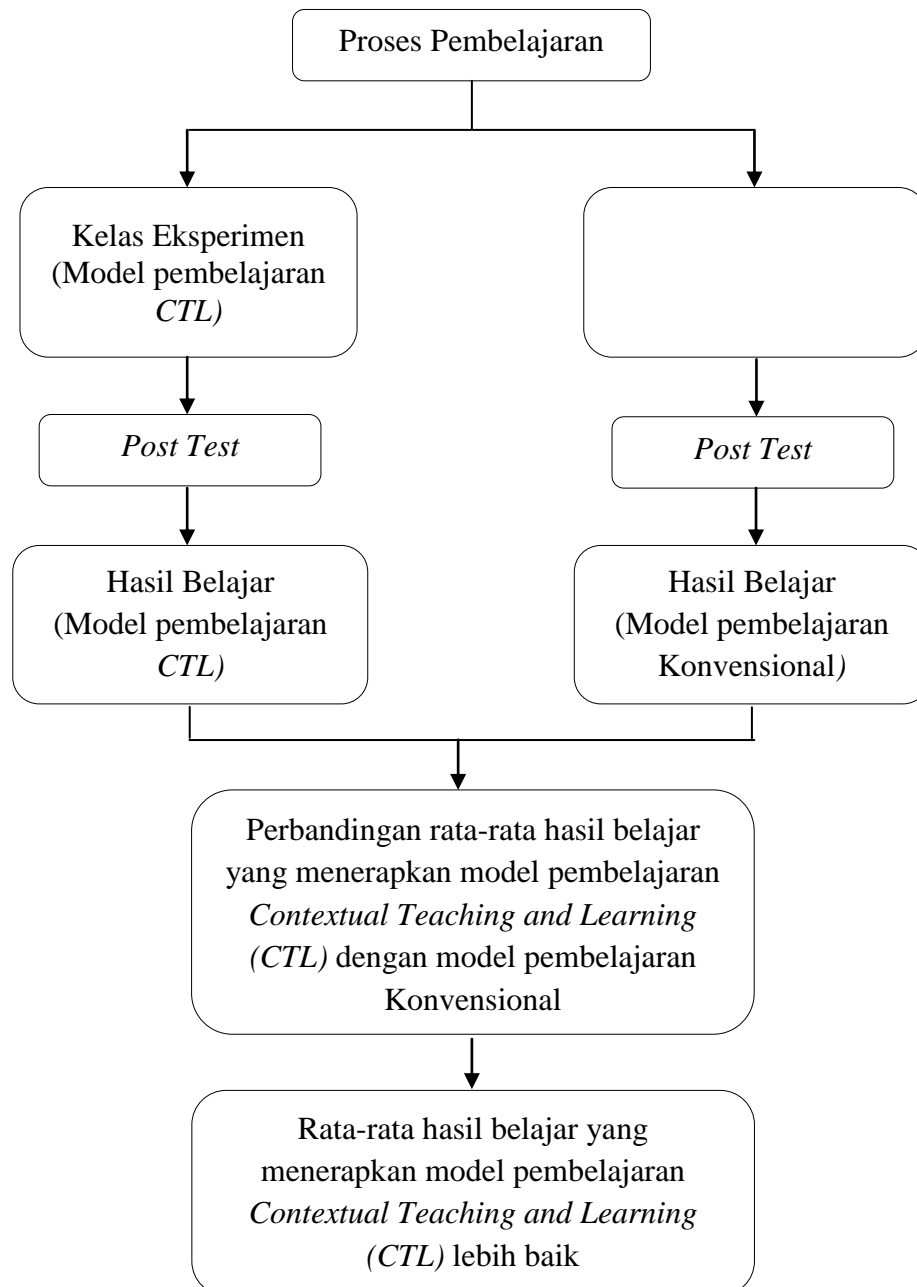 Proses Pembelajaran
Kelas Eksperimen
(Model pembelajaran
CTL)
Post Test
Post Test
Hasil Belajar
(Model pembelajaran
CTL)
Hasil Belajar
(Model pembelajaran
Konvensional)
Perbandingan rata-rata hasil belajar
yang menerapkan model pembelajaran
Contextual Teaching and Learning
(CTL) dengan model pembelajaran
Konvensional
Rata-rata hasil belajar yang
menerapkan model pembelajaran
Contextual Teaching and Learning
(CTL) lebih baik